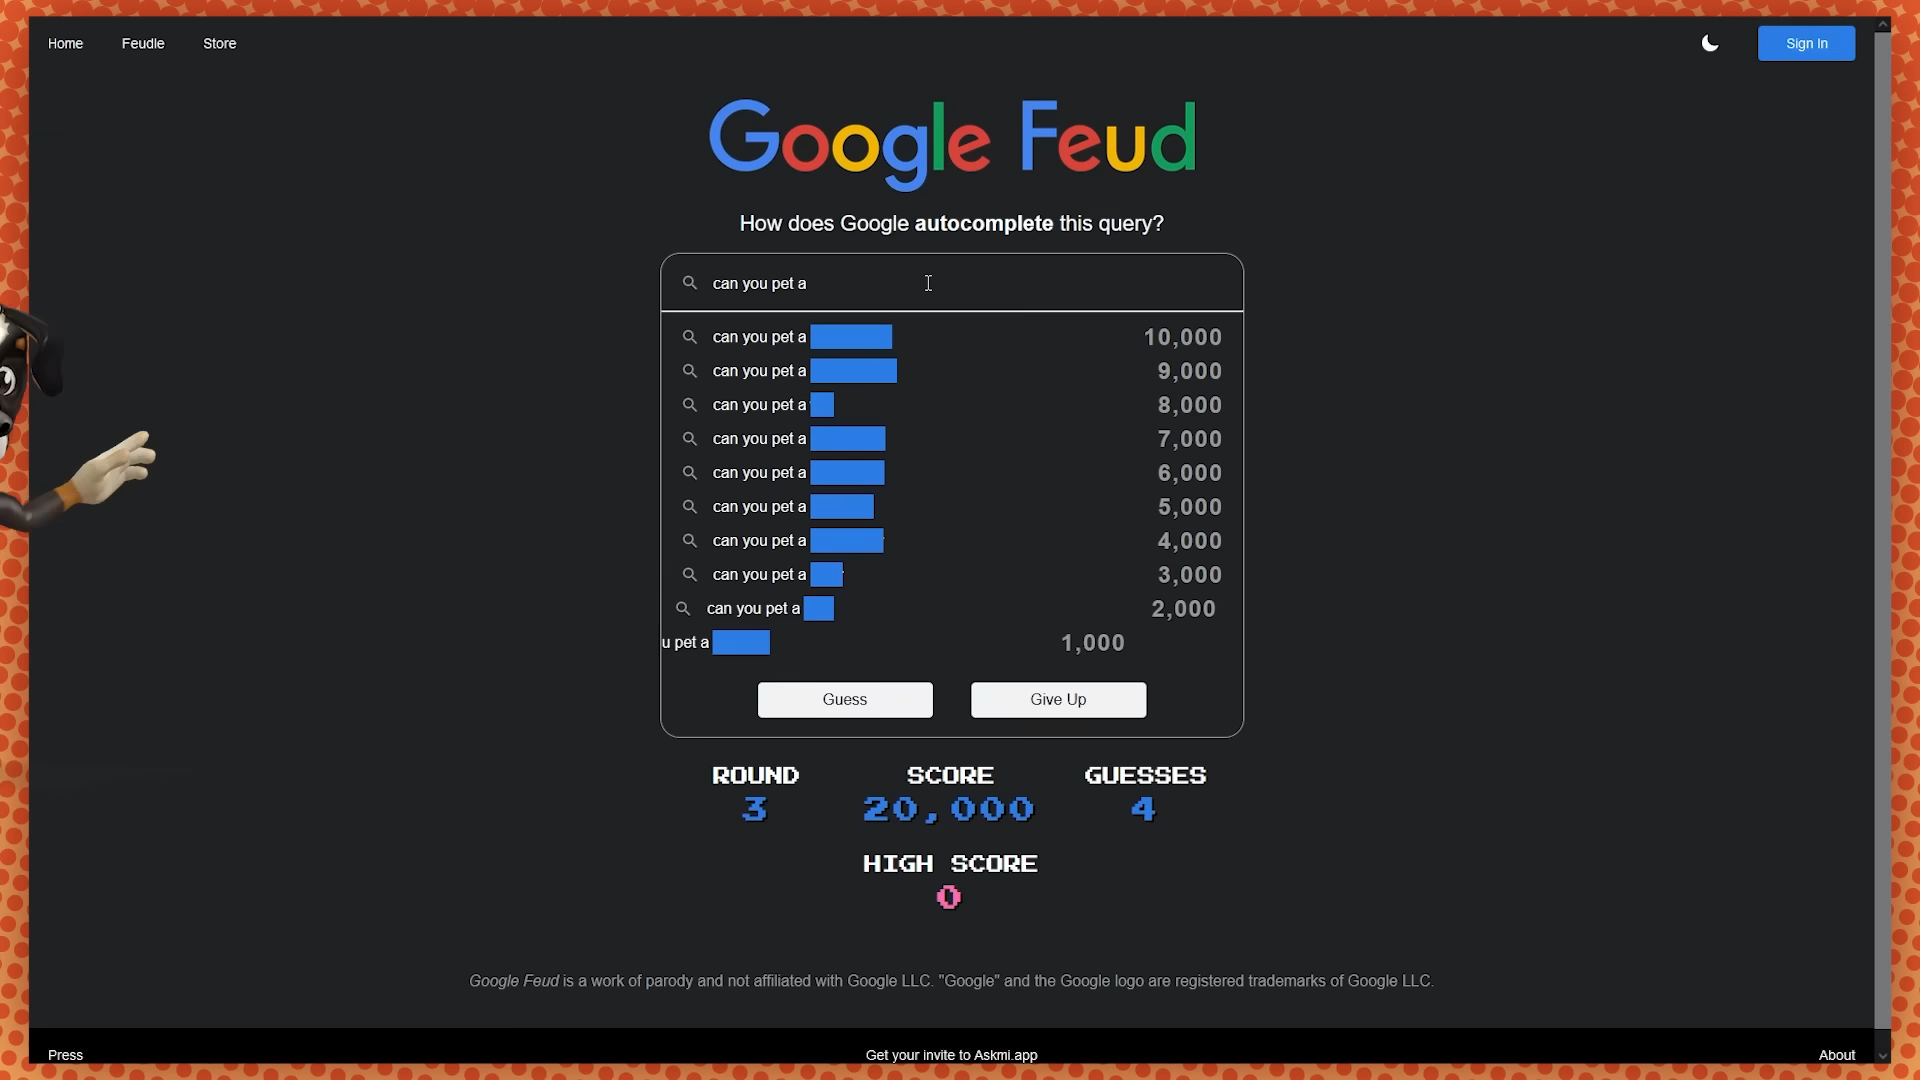 Home Feudle Store Sign In
Google Feud
How does Google autocomplete this query?
can you pet a
can you pet a 10,000
can you pet a 9,000
can you pet a 8,000
can you pet a 7,000
can you pet a 6,000
can you pet a 5,000
can you pet a 4,000
can you pet a 3,000
can you pet a 2,000
u pet a 1,000
Guess Give Up
ROUND SCORE GUESSES
3 20,000 4
HIGH SCORE
0
Google Feud is a work of parody and not affiliated with Google LLC. "Google" and the Google logo are registered trademarks of Google LLC.
Press Get your invite to Askmi.app About